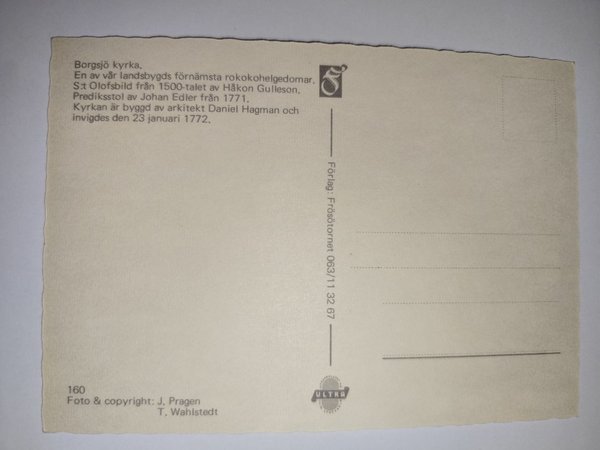 Borgsjö kyrka.
En av vår landsbygds förnämsta rokokohelgedomar.
S:t Olofsbild från 1500-talet av Håkon Gulleson.
Predikstol av Johan Edler från 1771.
Kyrkan är byggd av arkitekt Daniel Hagman och
invigdes den 23 januari 1772.
Förlag: Frösötornet 063/11 32 67
ULTRA
160
Foto & copyright: J. Pragen
T. Wahlstedt